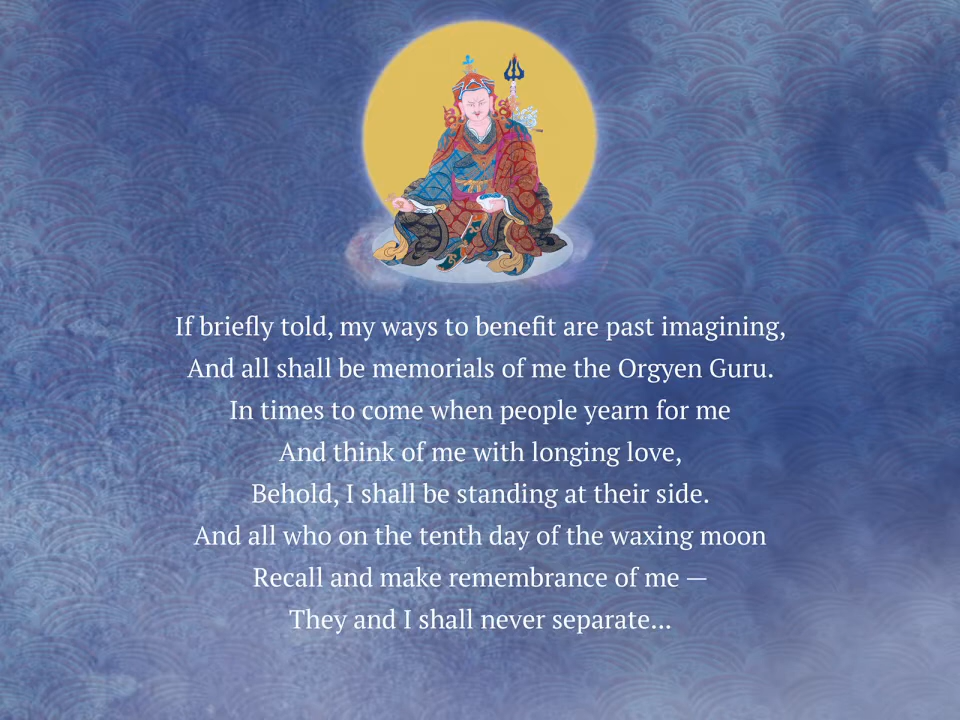 If briefly told, my ways to benefit are past imagining,
And all shall be memorials of me the Orgyen Guru.
In times to come when people yearn for me
And think of me with longing love,
Behold, I shall be standing at their side.
And all who on the tenth day of the waxing moon
Recall and make remembrance of me —
They and I shall never separate...